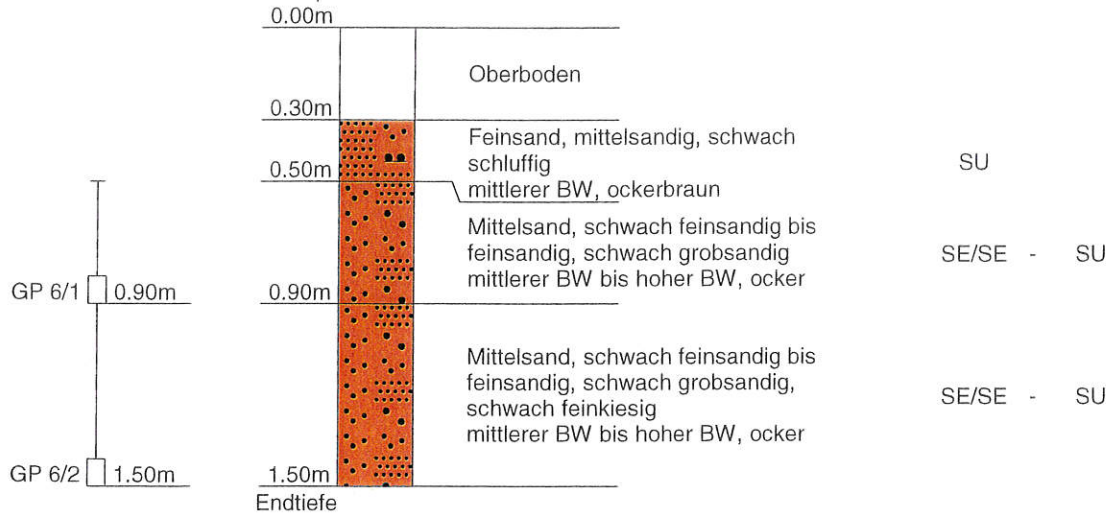 0.00m
Oberboden
0.30m
Feinsand, mittelsandig, schwach
schluffig
SU
0.50m
mittlerer BW, ockerbraun
Mittelsand, schwach feinsandig bis
feinsandig, schwach grobsandig
SE/SE - SU
mittlerer BW bis hoher BW, ocker
GP 6/1 0.90m
0.90m
Mittelsand, schwach feinsandig bis
feinsandig, schwach grobsandig,
SE/SE - SU
schwach feinkiesig
mittlerer BW bis hoher BW, ocker
GP 6/2 1.50m
1.50m
Endtiefe